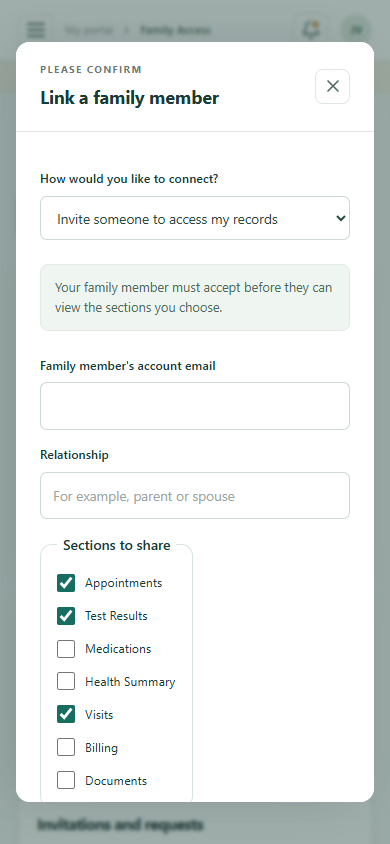 My portal > Family Access
JV
PLEASE CONFIRM
Link a family member
How would you like to connect?
Invite someone to access my records
Your family member must accept before they can
view the sections you choose.
Family member's account email
Relationship
For example, parent or spouse
Sections to share
Appointments
Test Results
Medications
Health Summary
Visits
Billing
Documents
Invitations and requests